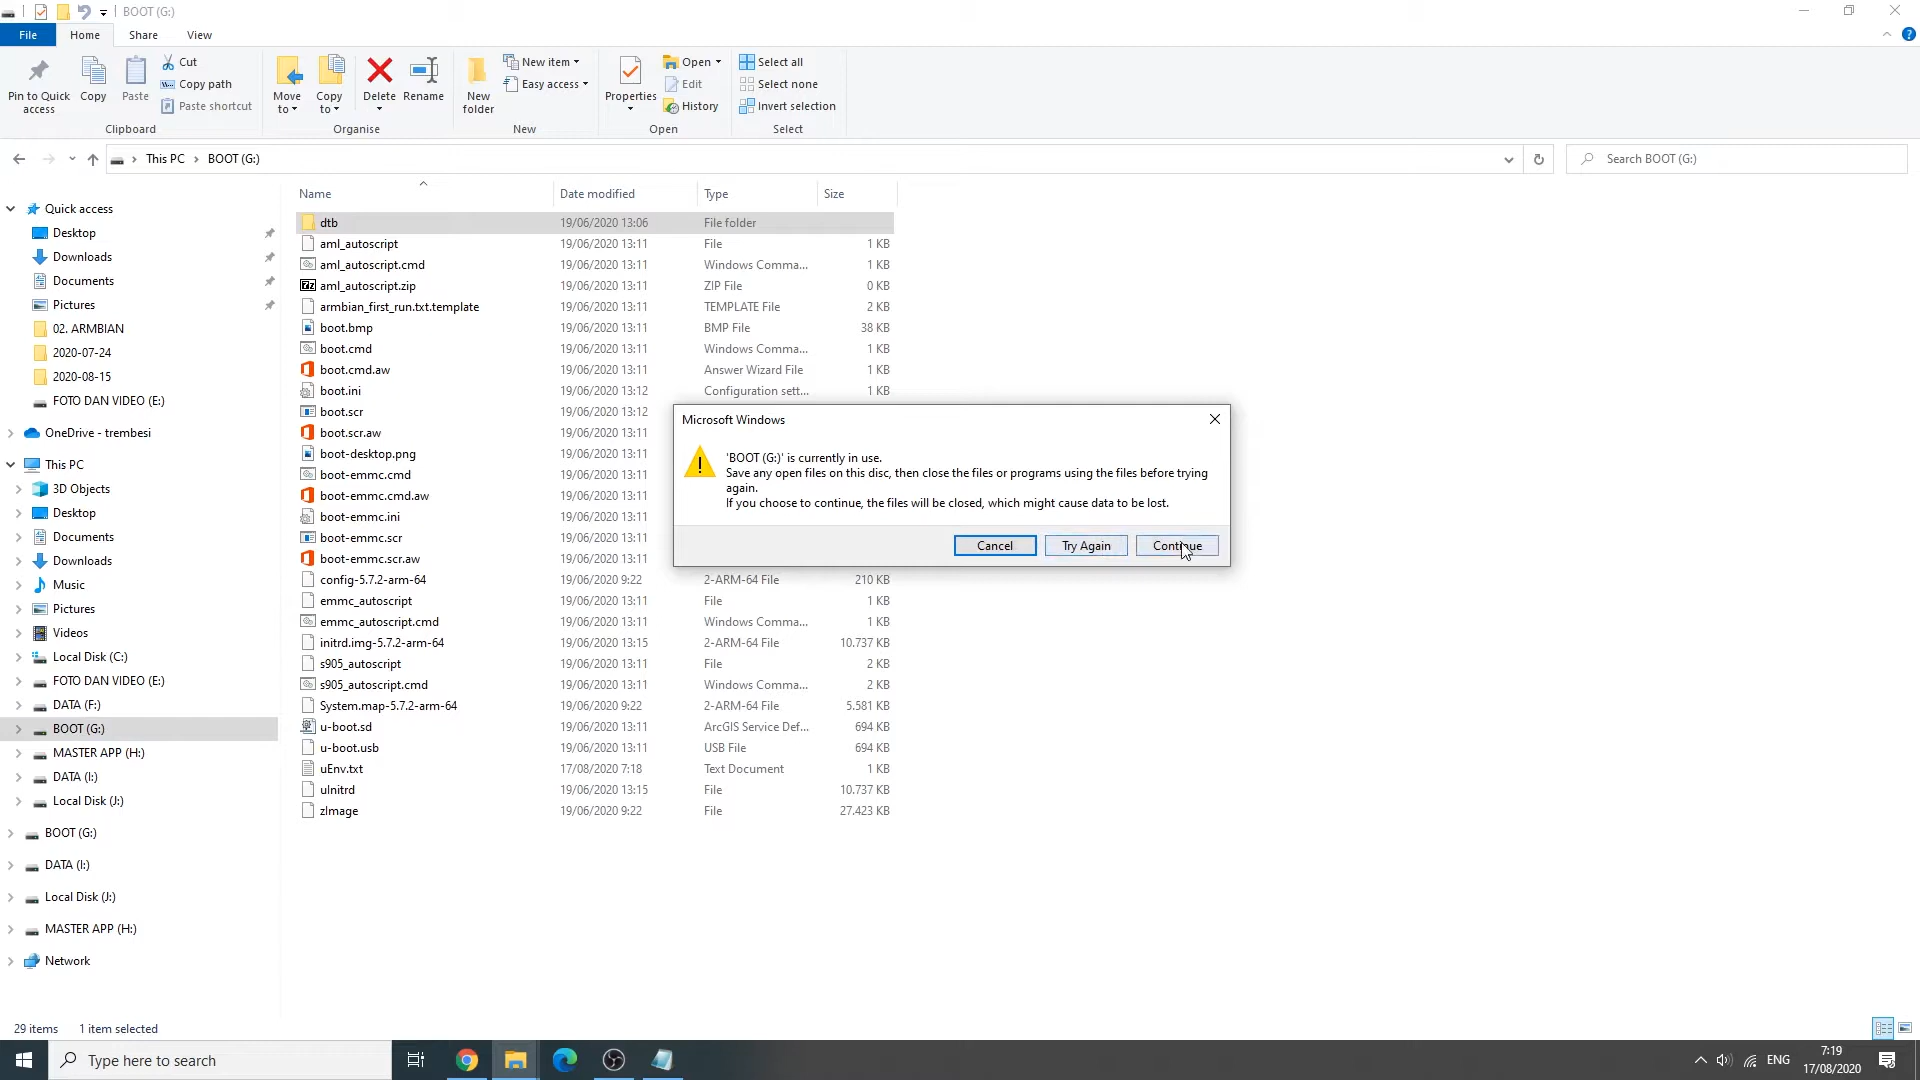 BOOT (G:)
File
Home
Share
View
Pin to Quick access
Copy
Paste
Cut
Copy path
Paste shortcut
Clipboard
Move to
Copy to
Delete
Rename
Organise
New folder
New item
Easy access
New
Properties
Open
Edit
History
Open
Select all
Select none
Invert selection
Select
This PC
BOOT (G:)
Search BOOT (G:)
Quick access
Desktop
Downloads
Documents
Pictures
02. ARMBIAN
2020-07-24
2020-08-15
FOTO DAN VIDEO (E:)
OneDrive - trembesi
This PC
3D Objects
Desktop
Documents
Downloads
Music
Pictures
Videos
Local Disk (C:)
FOTO DAN VIDEO (E:)
DATA (F:)
BOOT (G:)
MASTER APP (H:)
DATA (I:)
Local Disk (J:)
BOOT (G:)
DATA (I:)
Local Disk (J:)
MASTER APP (H:)
Network
Name Date modified Type Size
dtb 19/06/2020 13:06 File folder
aml_autoscript 19/06/2020 13:11 File 1 KB
aml_autoscript.cmd 19/06/2020 13:11 Windows Comma... 1 KB
aml_autoscript.zip 19/06/2020 13:11 ZIP File 0 KB
armbian_first_run.txt.template 19/06/2020 13:11 TEMPLATE File 2 KB
boot.bmp 19/06/2020 13:11 BMP File 38 KB
boot.cmd 19/06/2020 13:11 Windows Comma... 1 KB
boot.cmd.aw 19/06/2020 13:11 Answer Wizard File 1 KB
boot.ini 19/06/2020 13:12 Configuration sett... 1 KB
boot.scr 19/06/2020 13:12
boot.scr.aw 19/06/2020 13:11
boot-desktop.png 19/06/2020 13:11
boot-emmc.cmd 19/06/2020 13:11
boot-emmc.cmd.aw 19/06/2020 13:11
boot-emmc.ini 19/06/2020 13:11
boot-emmc.scr 19/06/2020 13:11
boot-emmc.scr.aw 19/06/2020 13:11
config-5.7.2-arm-64 19/06/2020 9:22 2-ARM-64 File 210 KB
emmc_autoscript 19/06/2020 13:11 File 1 KB
emmc_autoscript.cmd 19/06/2020 13:11 Windows Comma... 1 KB
initrd.img-5.7.2-arm-64 19/06/2020 13:15 2-ARM-64 File 10.737 KB
s905_autoscript 19/06/2020 13:11 File 2 KB
s905_autoscript.cmd 19/06/2020 13:11 Windows Comma... 2 KB
System.map-5.7.2-arm-64 19/06/2020 9:22 2-ARM-64 File 5.581 KB
u-boot.sd 19/06/2020 13:11 ArcGIS Service Def... 694 KB
u-boot.usb 19/06/2020 13:11 USB File 694 KB
uEnv.txt 17/08/2020 7:18 Text Document 1 KB
uInitrd 19/06/2020 13:15 File 10.737 KB
zImage 19/06/2020 9:22 File 27.423 KB
Microsoft Windows
'BOOT (G:)' is currently in use.
Save any open files on this disc, then close the files or programs using the files before trying
again.
If you choose to continue, the files will be closed, which might cause data to be lost.
Cancel
Try Again
Continue
29 items 1 item selected
Type here to search
ENG
7:19
17/08/2020